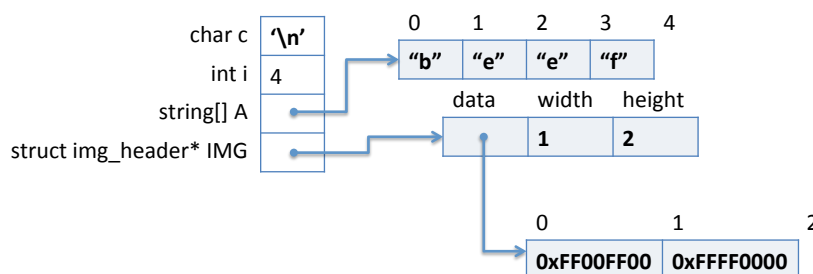 0 1 2 3 4
char c ‘\n’
“b” “e” “e” “f”
int i 4
string[] A
data width height
struct img_header* IMG
1 2
0 1 2
0xFF00FF00 0xFFFF0000